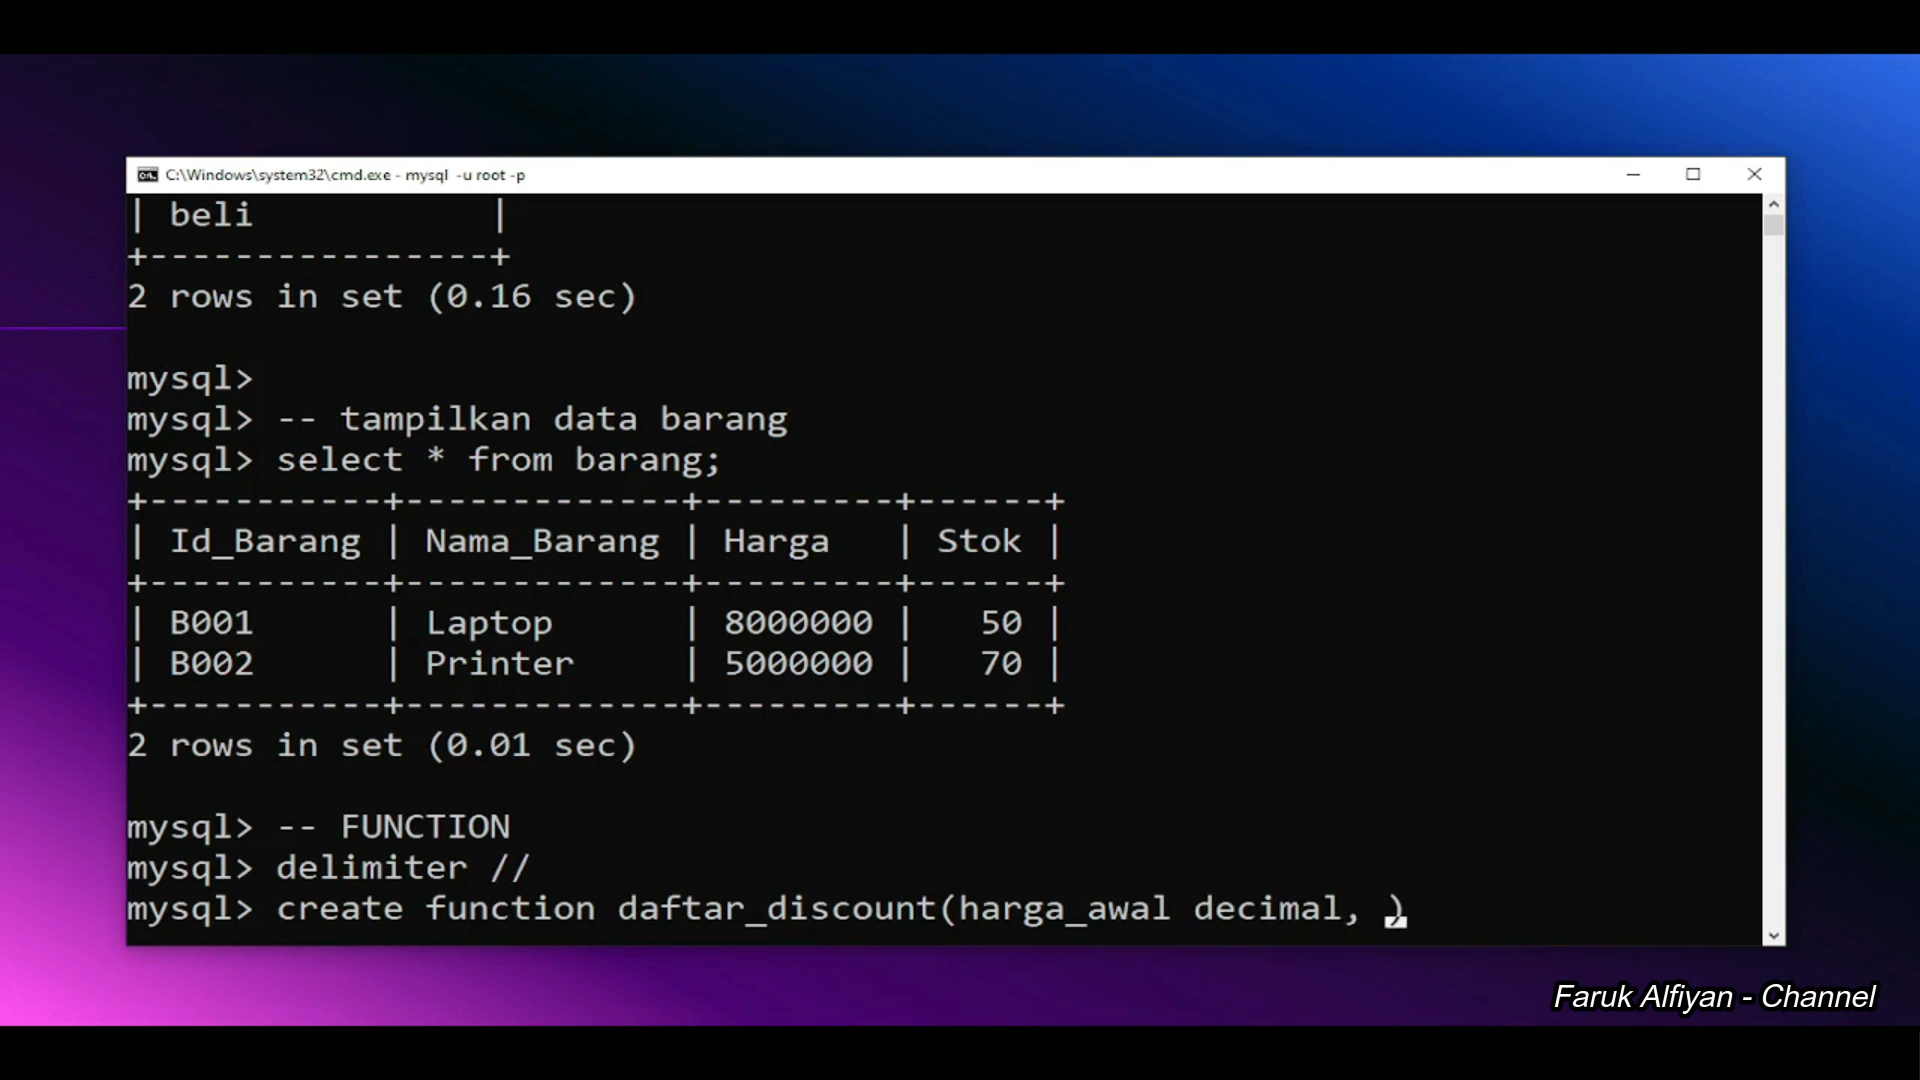 C:\Windows\system32\cmd.exe - mysql -u root -p
| beli           |
+----------------+
2 rows in set (0.16 sec)
mysql>
mysql> -- tampilkan data barang
mysql> select * from barang;
+-----------+-------------+---------+------+
| Id_Barang | Nama_Barang | Harga   | Stok |
+-----------+-------------+---------+------+
| B001      | Laptop      | 8000000 |   50 |
| B002      | Printer     | 5000000 |   70 |
+-----------+-------------+---------+------+
2 rows in set (0.01 sec)
mysql> -- FUNCTION
mysql> delimiter //
mysql> create function daftar_discount(harga_awal decimal, )
Faruk Alfiyan - Channel